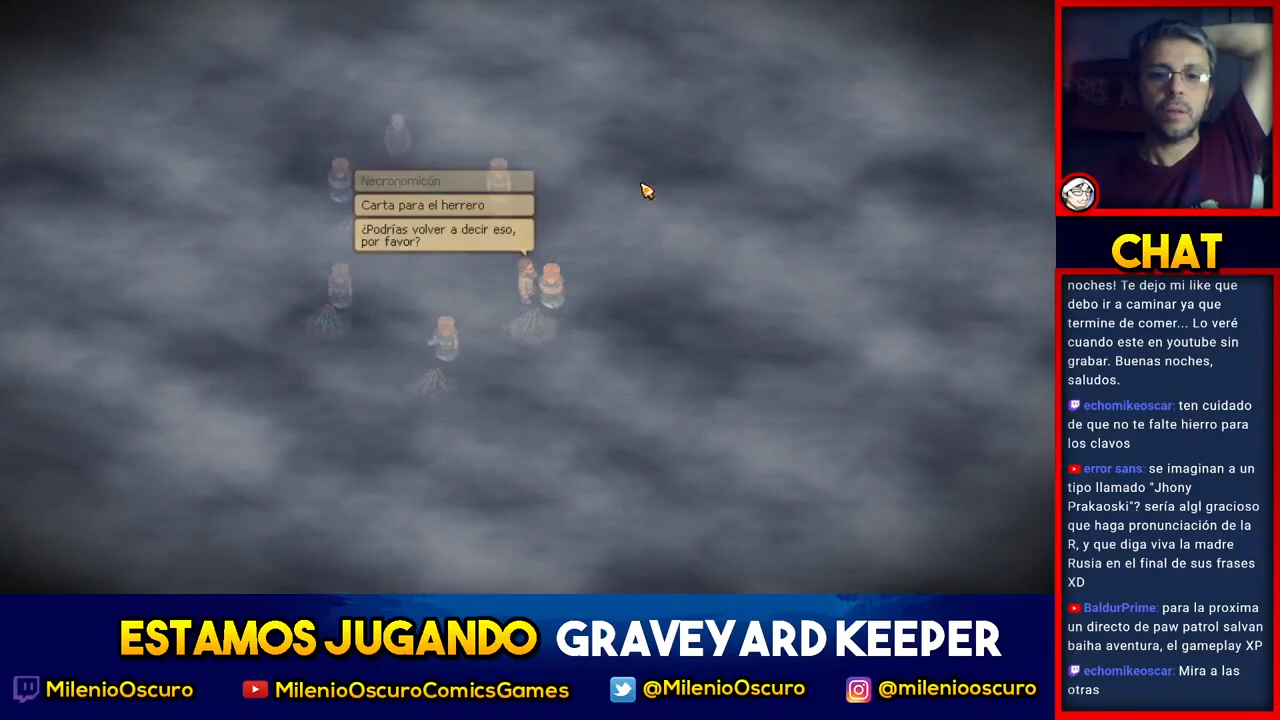 Necronomicón
Carta para el herrero
¿Podrías volver a decir eso,
por favor?
CHAT
noches! Te dejo mi like que
debo ir a caminar ya que
termine de comer... Lo veré
cuando este en youtube sin
grabar. Buenas noches,
saludos.
echomikeoscar: ten cuidado
de que no te falte hierro para
los clavos
error sans: se imaginan a un
tipo llamado "Jhony
Prakaoski"? sería algl gracioso
que haga pronunciación de la
R, y que diga viva la madre
Rusia en el final de sus frases
XD
BaldurPrime: para la proxima
un directo de paw patrol salvan
baiha aventura, el gameplay XP
echomikeoscar: Mira a las
otras
ESTAMOS JUGANDO GRAVEYARD KEEPER
MilenioOscuro MilenioOscuroComicsGames @MilenioOscuro @mileniooscuro